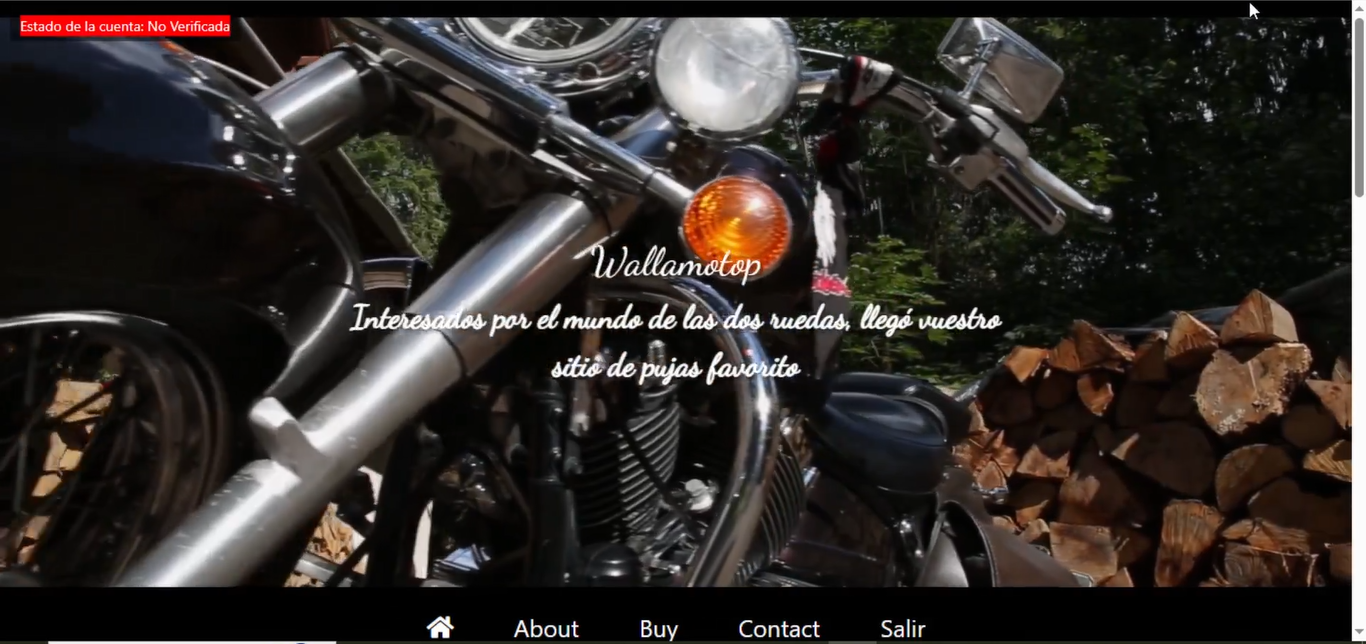 Estado de la cuenta: No Verificada
Wallamotop
Interesados por el mundo de las dos ruedas, llegó vuestro
sitio de pujas favorito
About Buy Contact Salir